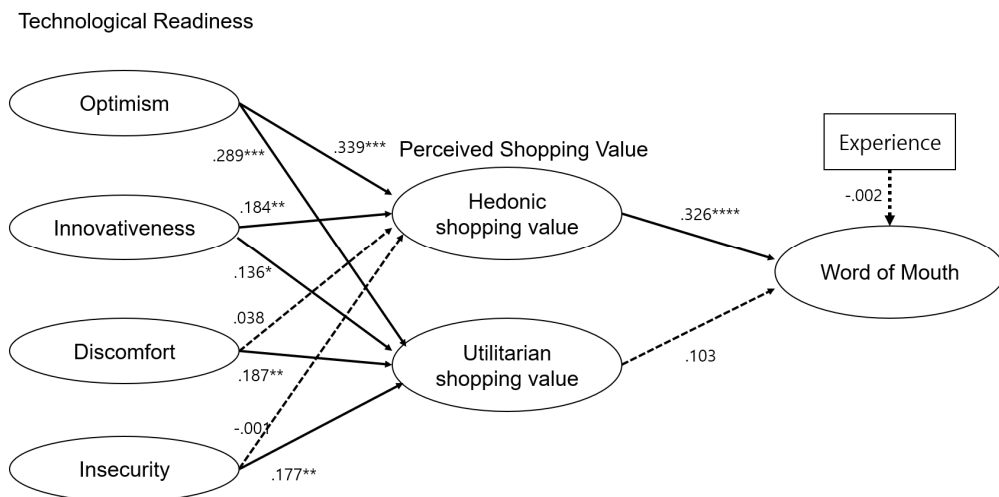 Technological Readiness
Optimism
.339***
.289***
Perceived Shopping Value
Experience
Hedonic
shopping value
.184**
Innovativeness
-.002
.326****
.136*
Word of Mouth
.038
Discomfort
Utilitarian
shopping value
.187**
.103
-.001
Insecurity
.177**